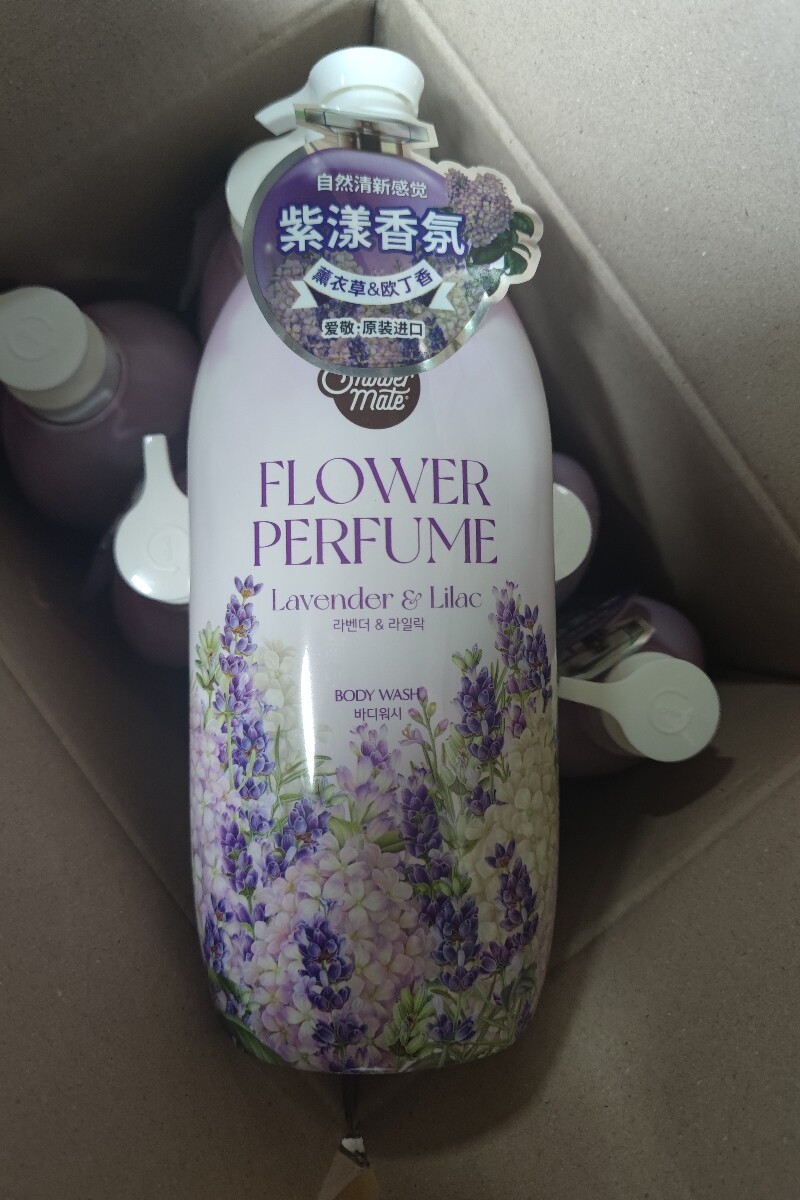 自然清新感觉
紫漾香氛
薰衣草&欧丁香
爱敬·原装进口
Shower
Mate
FLOWER
PERFUME
Lavender & Lilac
라벤더 & 라일락
BODY WASH
바디워시